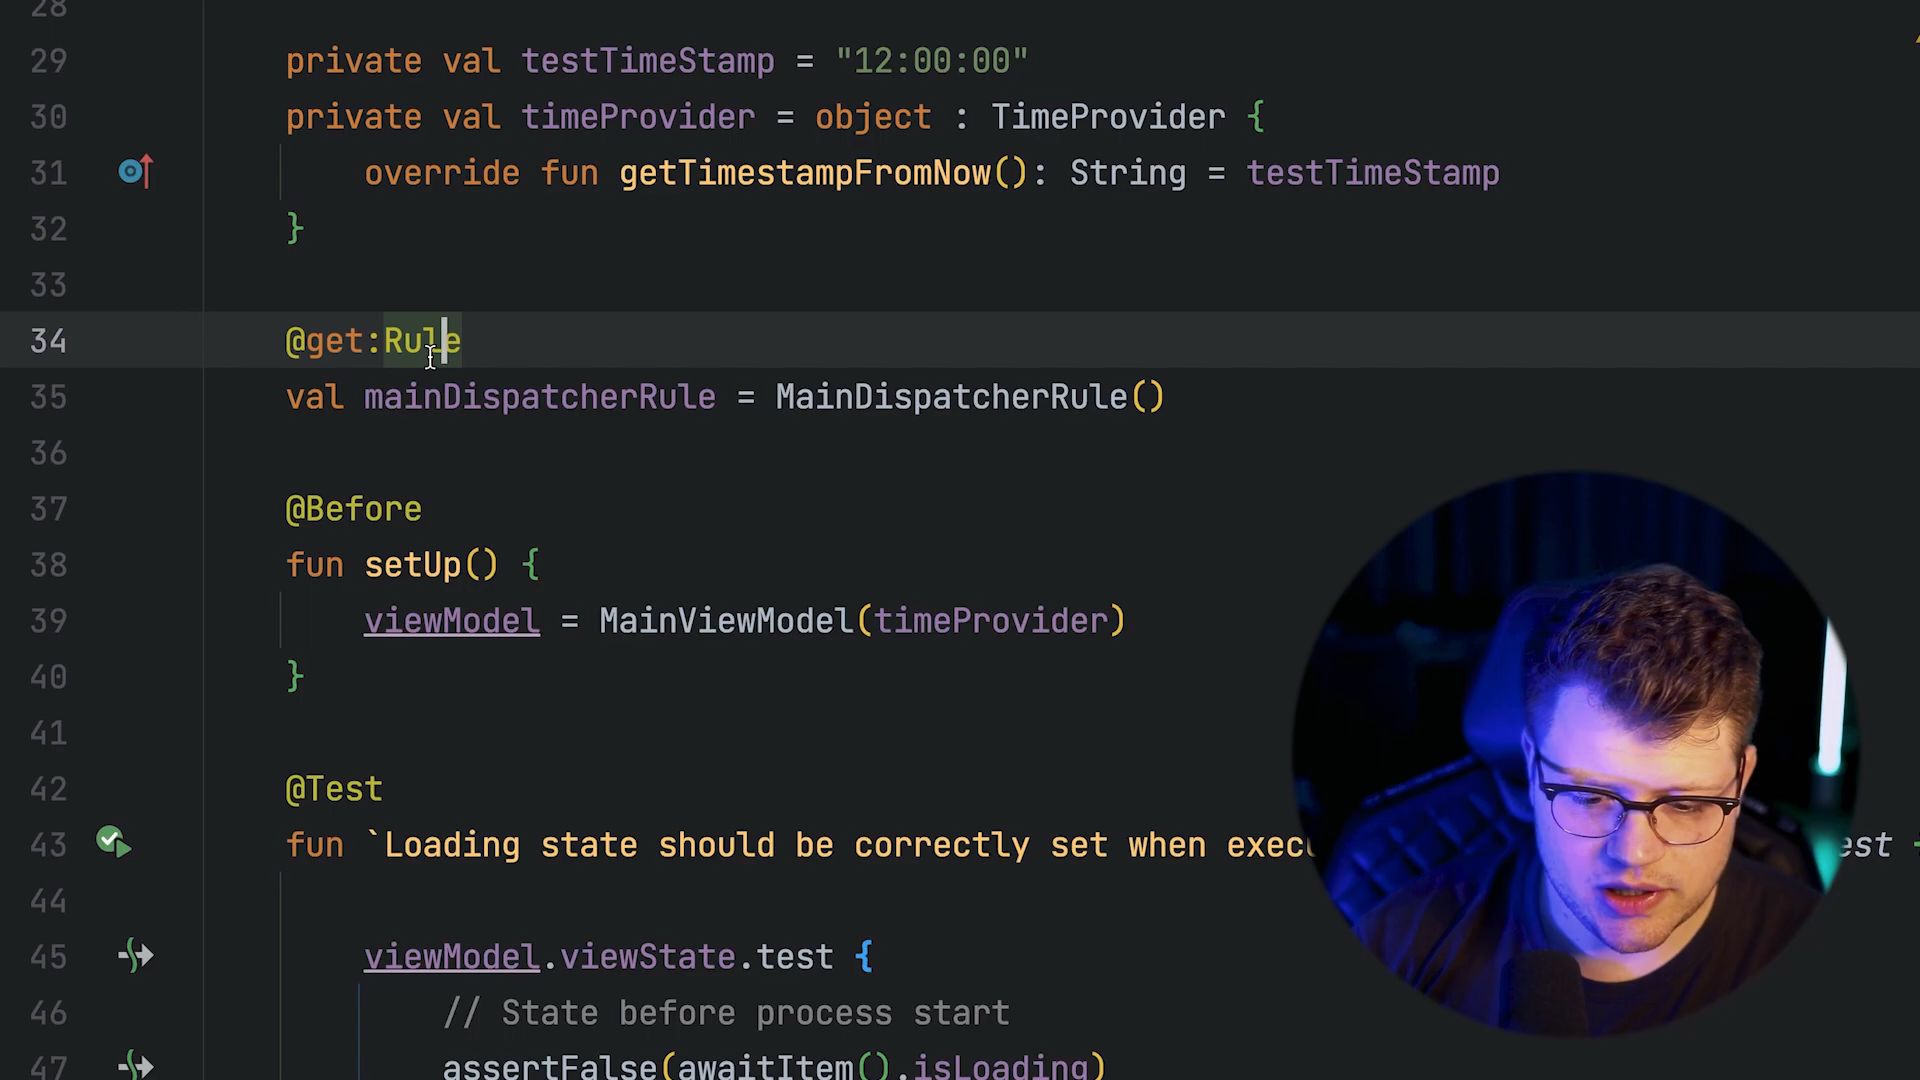 28
29 private val testTimeStamp = "12:00:00"
30 private val timeProvider = object : TimeProvider {
31 override fun getTimestampFromNow(): String = testTimeStamp
32 }
33
34 @get:Rule
35 val mainDispatcherRule = MainDispatcherRule()
36
37 @Before
38 fun setUp() {
39 viewModel = MainViewModel(timeProvider)
40 }
41
42 @Test
43 fun `Loading state should be correctly set when
44
45 viewModel.viewState.test {
46 // State before process start
47 assertFalse(awaitItem().isLoading)